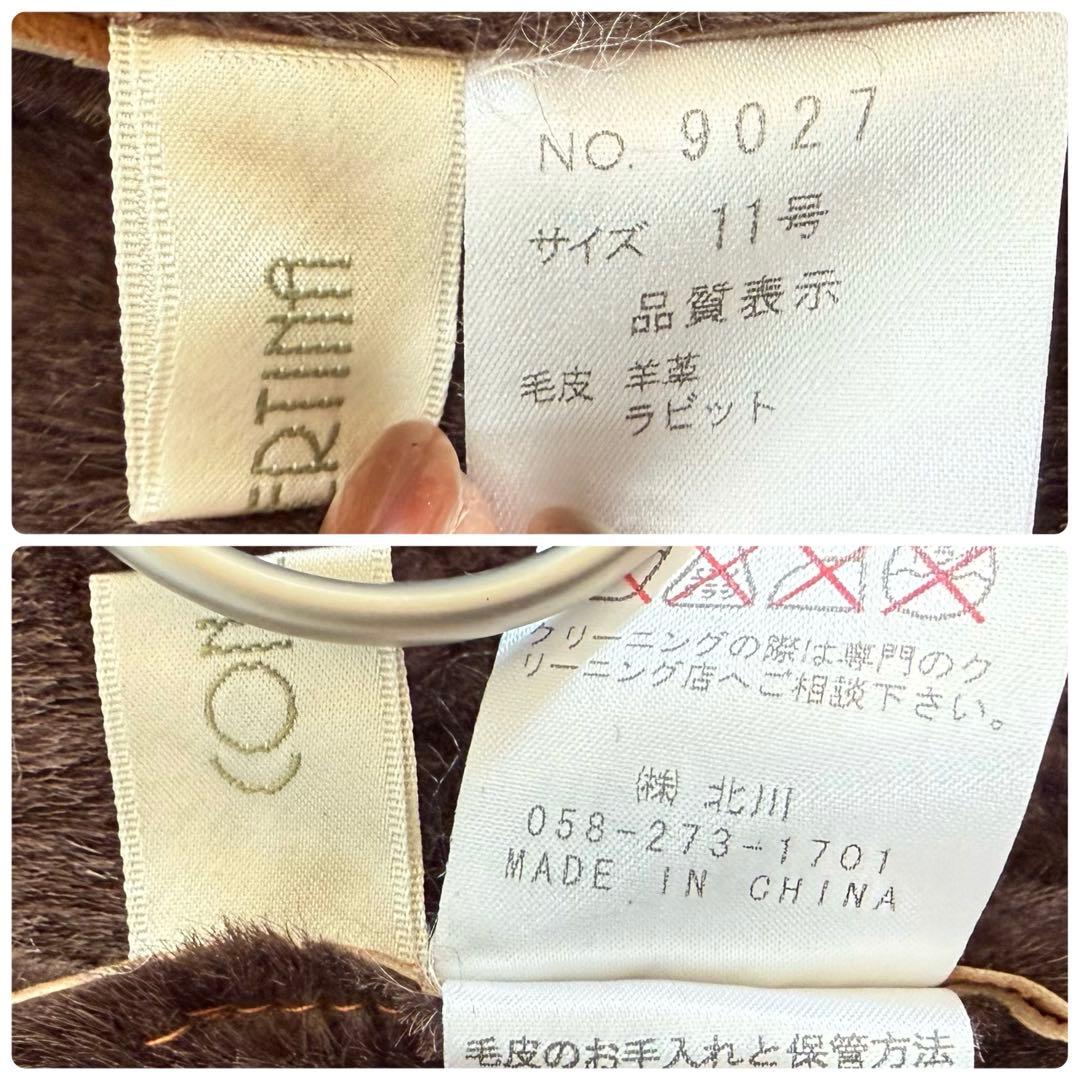 ERTINA
NO. 9027
サイズ 11号
品質表示
毛皮 羊革
ラビット
CON
クリーニングの際は専門のク
リーニング店へご相談下さい。
㈱ 北川
058-273-1701
MADE IN CHINA
毛皮のお手入れと保管方法